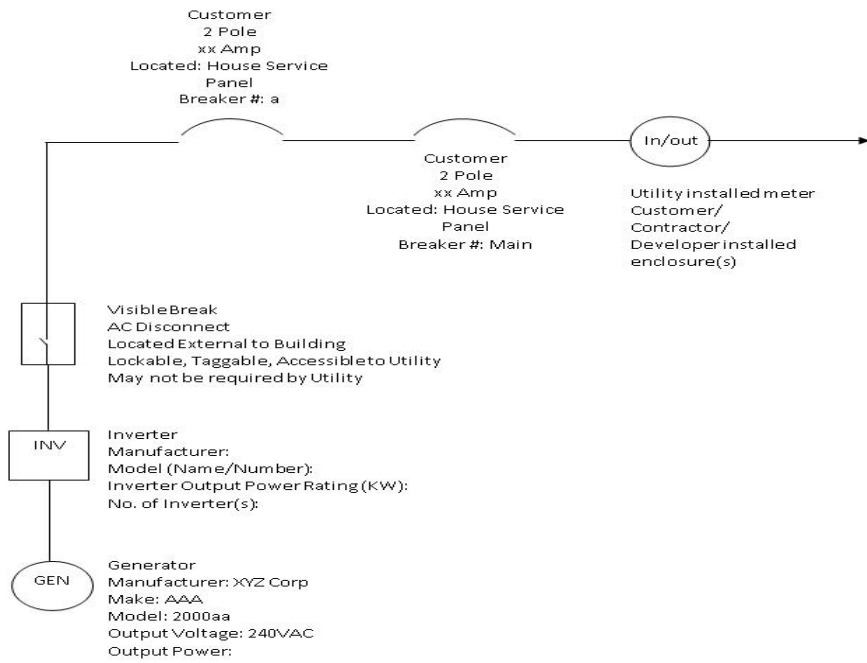 Customer
2 Pole
xx Amp
Located: House Service
Panel
Breaker #: a
In/out
Customer
2 Pole
xx Amp
Located: House Service
Panel
Breaker #: Main
Utility installed meter
Customer/
Contractor/
Developer installed
enclosure(s)
Visible Break
AC Disconnect
Located External to Building
Lockable, Taggable, Accessible to Utility
May not be required by Utility
INV
Inverter
Manufacturer:
Model (Name/Number):
Inverter Output Power Rating (KW):
No. of Inverter(s):
GEN
Generator
Manufacturer: XYZ Corp
Make: AAA
Model: 2000aa
Output Voltage: 240VAC
Output Power: